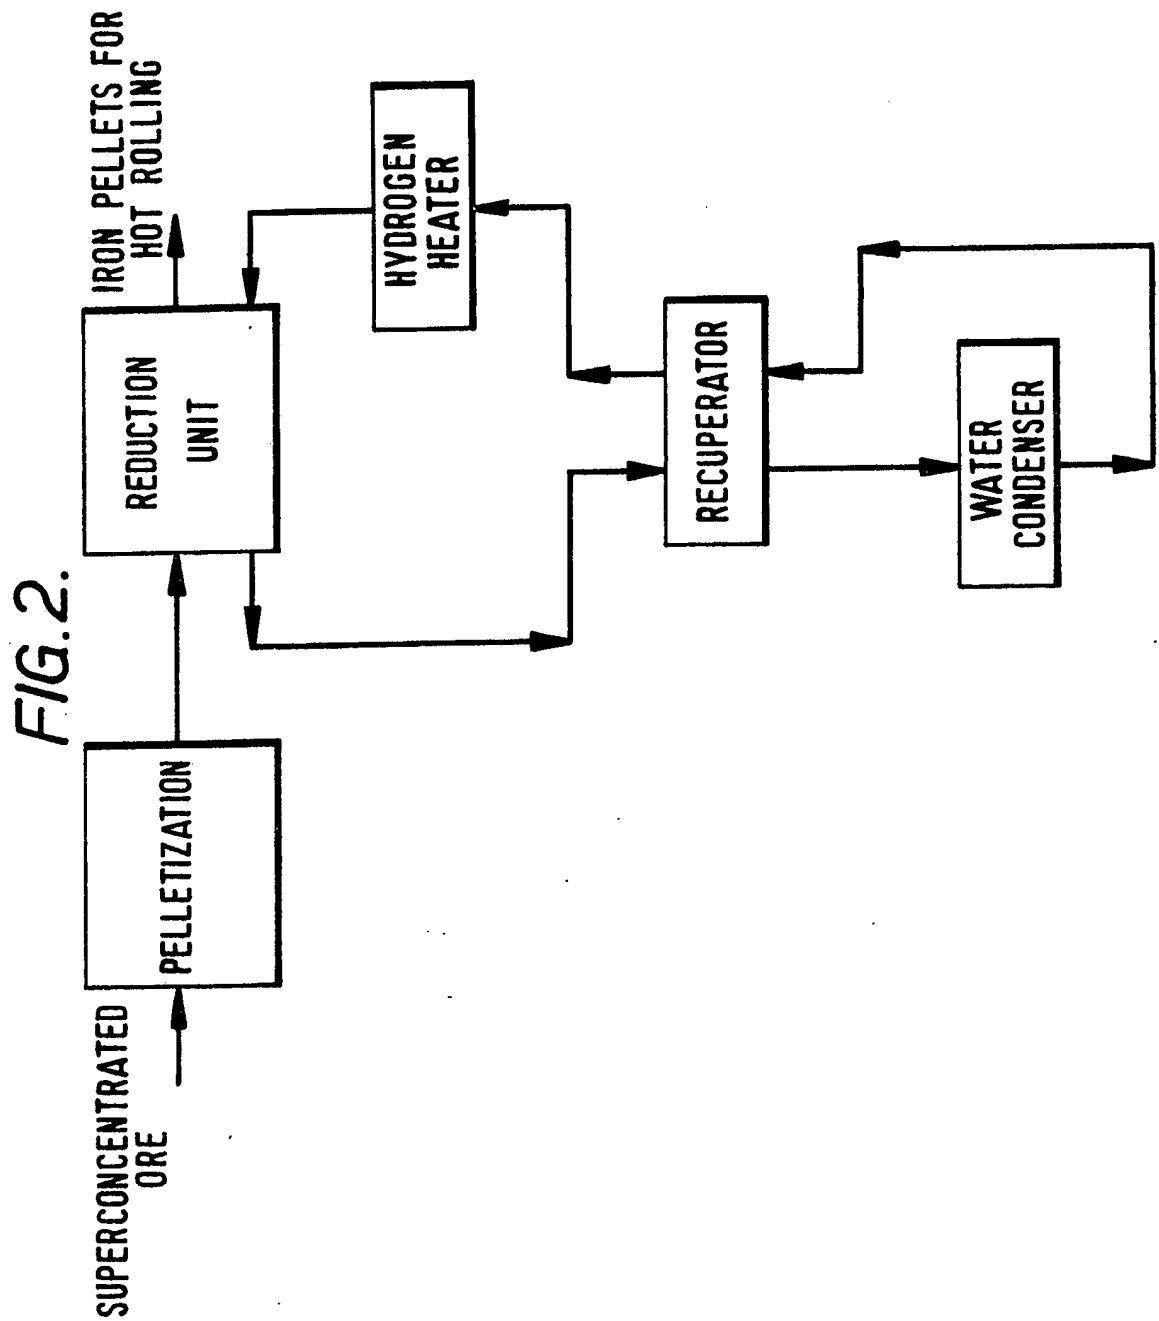 FIG. 2.
SUPERCONCENTRATED
ORE
PELLETIZATION
REDUCTION
UNIT
IRON PELLETS FOR
HOT ROLLING
HYDROGEN
HEATER
RECUPERATOR
WATER
CONDENSER